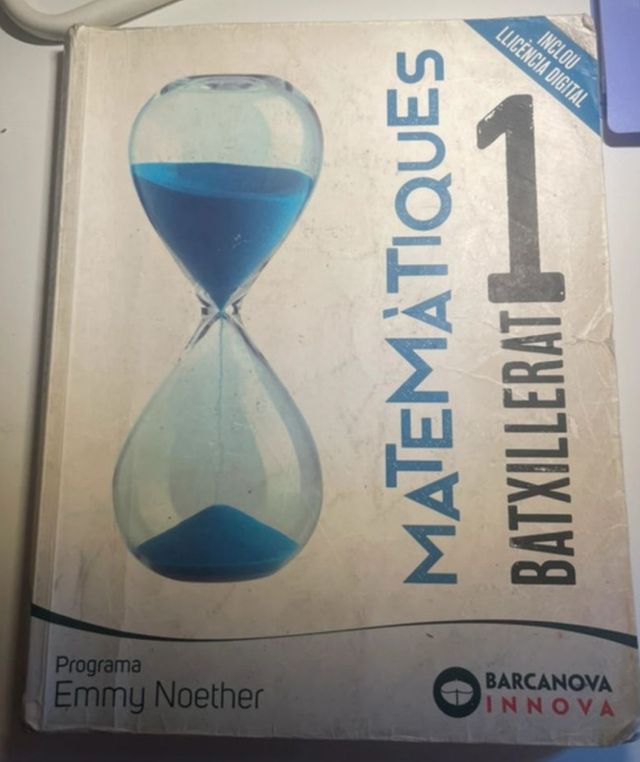 INCLOU
LLICÈNCIA DIGITAL
MATEMÀTIQUES
1
BATXILLERAT
Programa
Emmy Noether
BARCANOVA
INNOVA